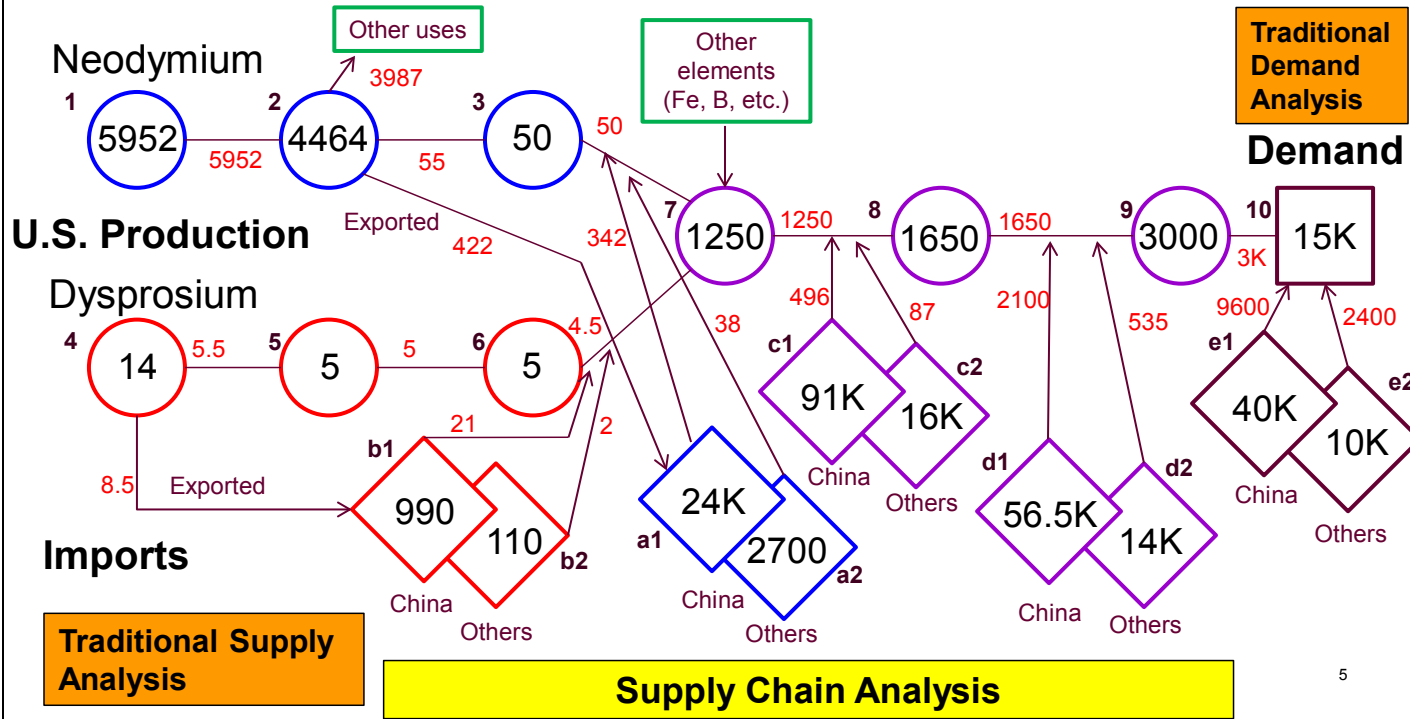 Other uses
Other
elements
(Fe, B, etc.)
Traditional
Demand
Analysis
Neodymium
3987
1
2
3
5952
4464
50
50
5952
55
Demand
7
8
9
10
1250
1250
1650
1650
3000
3K
15K
U.S. Production
Exported
422
342
Dysprosium
4
5
6
14
5.5
5
5
5
4.5
38
496
87
2100
535
9600
2400
c1
c2
e1
e2
91K
16K
40K
10K
China
Others
China
Others
21
2
b1
8.5
Exported
990
110
b2
24K
2700
a1
a2
d1
d2
56.5K
14K
China
Others
China
Others
China
Others
Imports
Traditional Supply
Analysis
Supply Chain Analysis
5